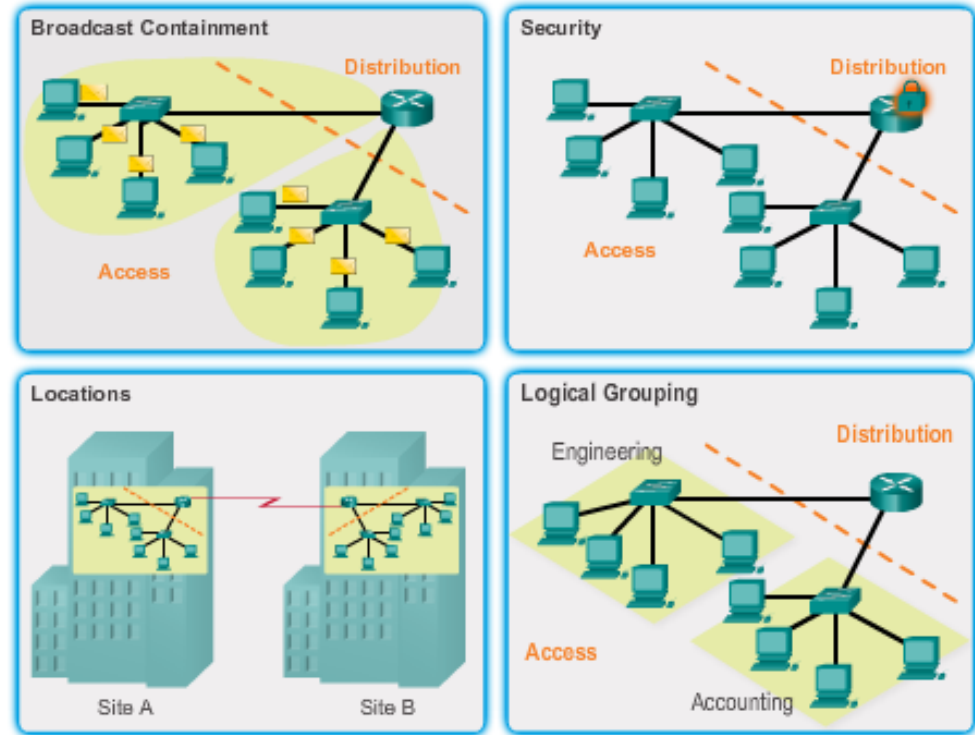 Broadcast Containment
Distribution
Access
Security
Distribution
Access
Locations
Site A
Site B
Logical Grouping
Engineering
Distribution
Access
Accounting